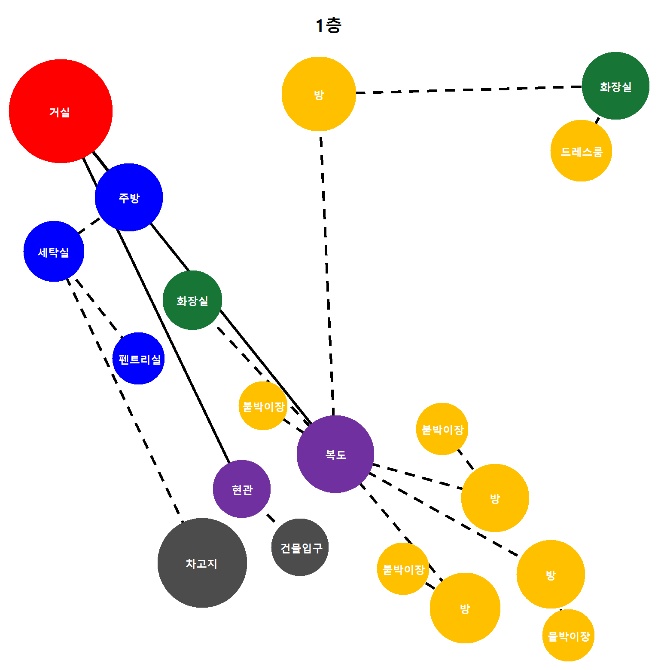 1층
거실
방
화장실
드레스룸
주방
세탁실
화장실
펜트리실
붙박이장
복도
붙박이장
현관
방
건물입구
차고지
붙박이장
방
방
붙박이장